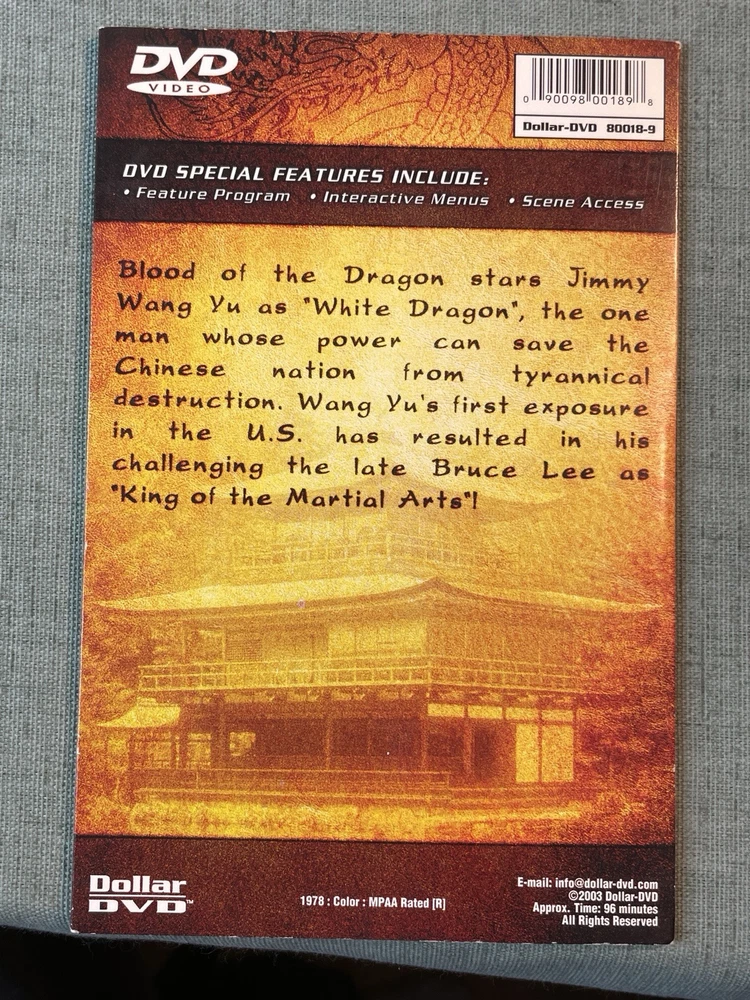 DVD
VIDEO
0 90098 00189 8
Dollar-DVD 80018-9
DVD SPECIAL FEATURES INCLUDE:
• Feature Program • Interactive Menus • Scene Access
Blood of the Dragon stars Jimmy
Wang Yu as "White Dragon", the one
man whose power can save the
Chinese nation from tyrannical
destruction. Wang Yu's first exposure
in the U.S. has resulted in his
challenging the late Bruce Lee as
"King of the Martial Arts"!
Dollar
DVD™
1978 : Color : MPAA Rated [R]
E-mail: info@dollar-dvd.com
©2003 Dollar-DVD
Approx. Time: 96 minutes
All Rights Reserved